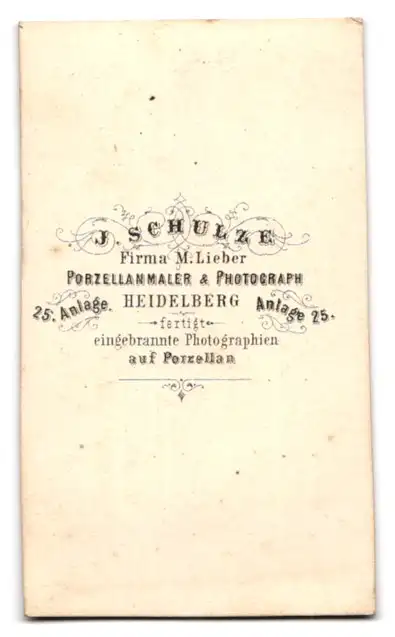 J. SCHULZE
Firma M. Lieber
PORZELLANMALER & PHOTOGRAPH
25. Anlage. HEIDELBERG Anlage 25.
fertigt
eingebrannte Photographien
auf Porzellan